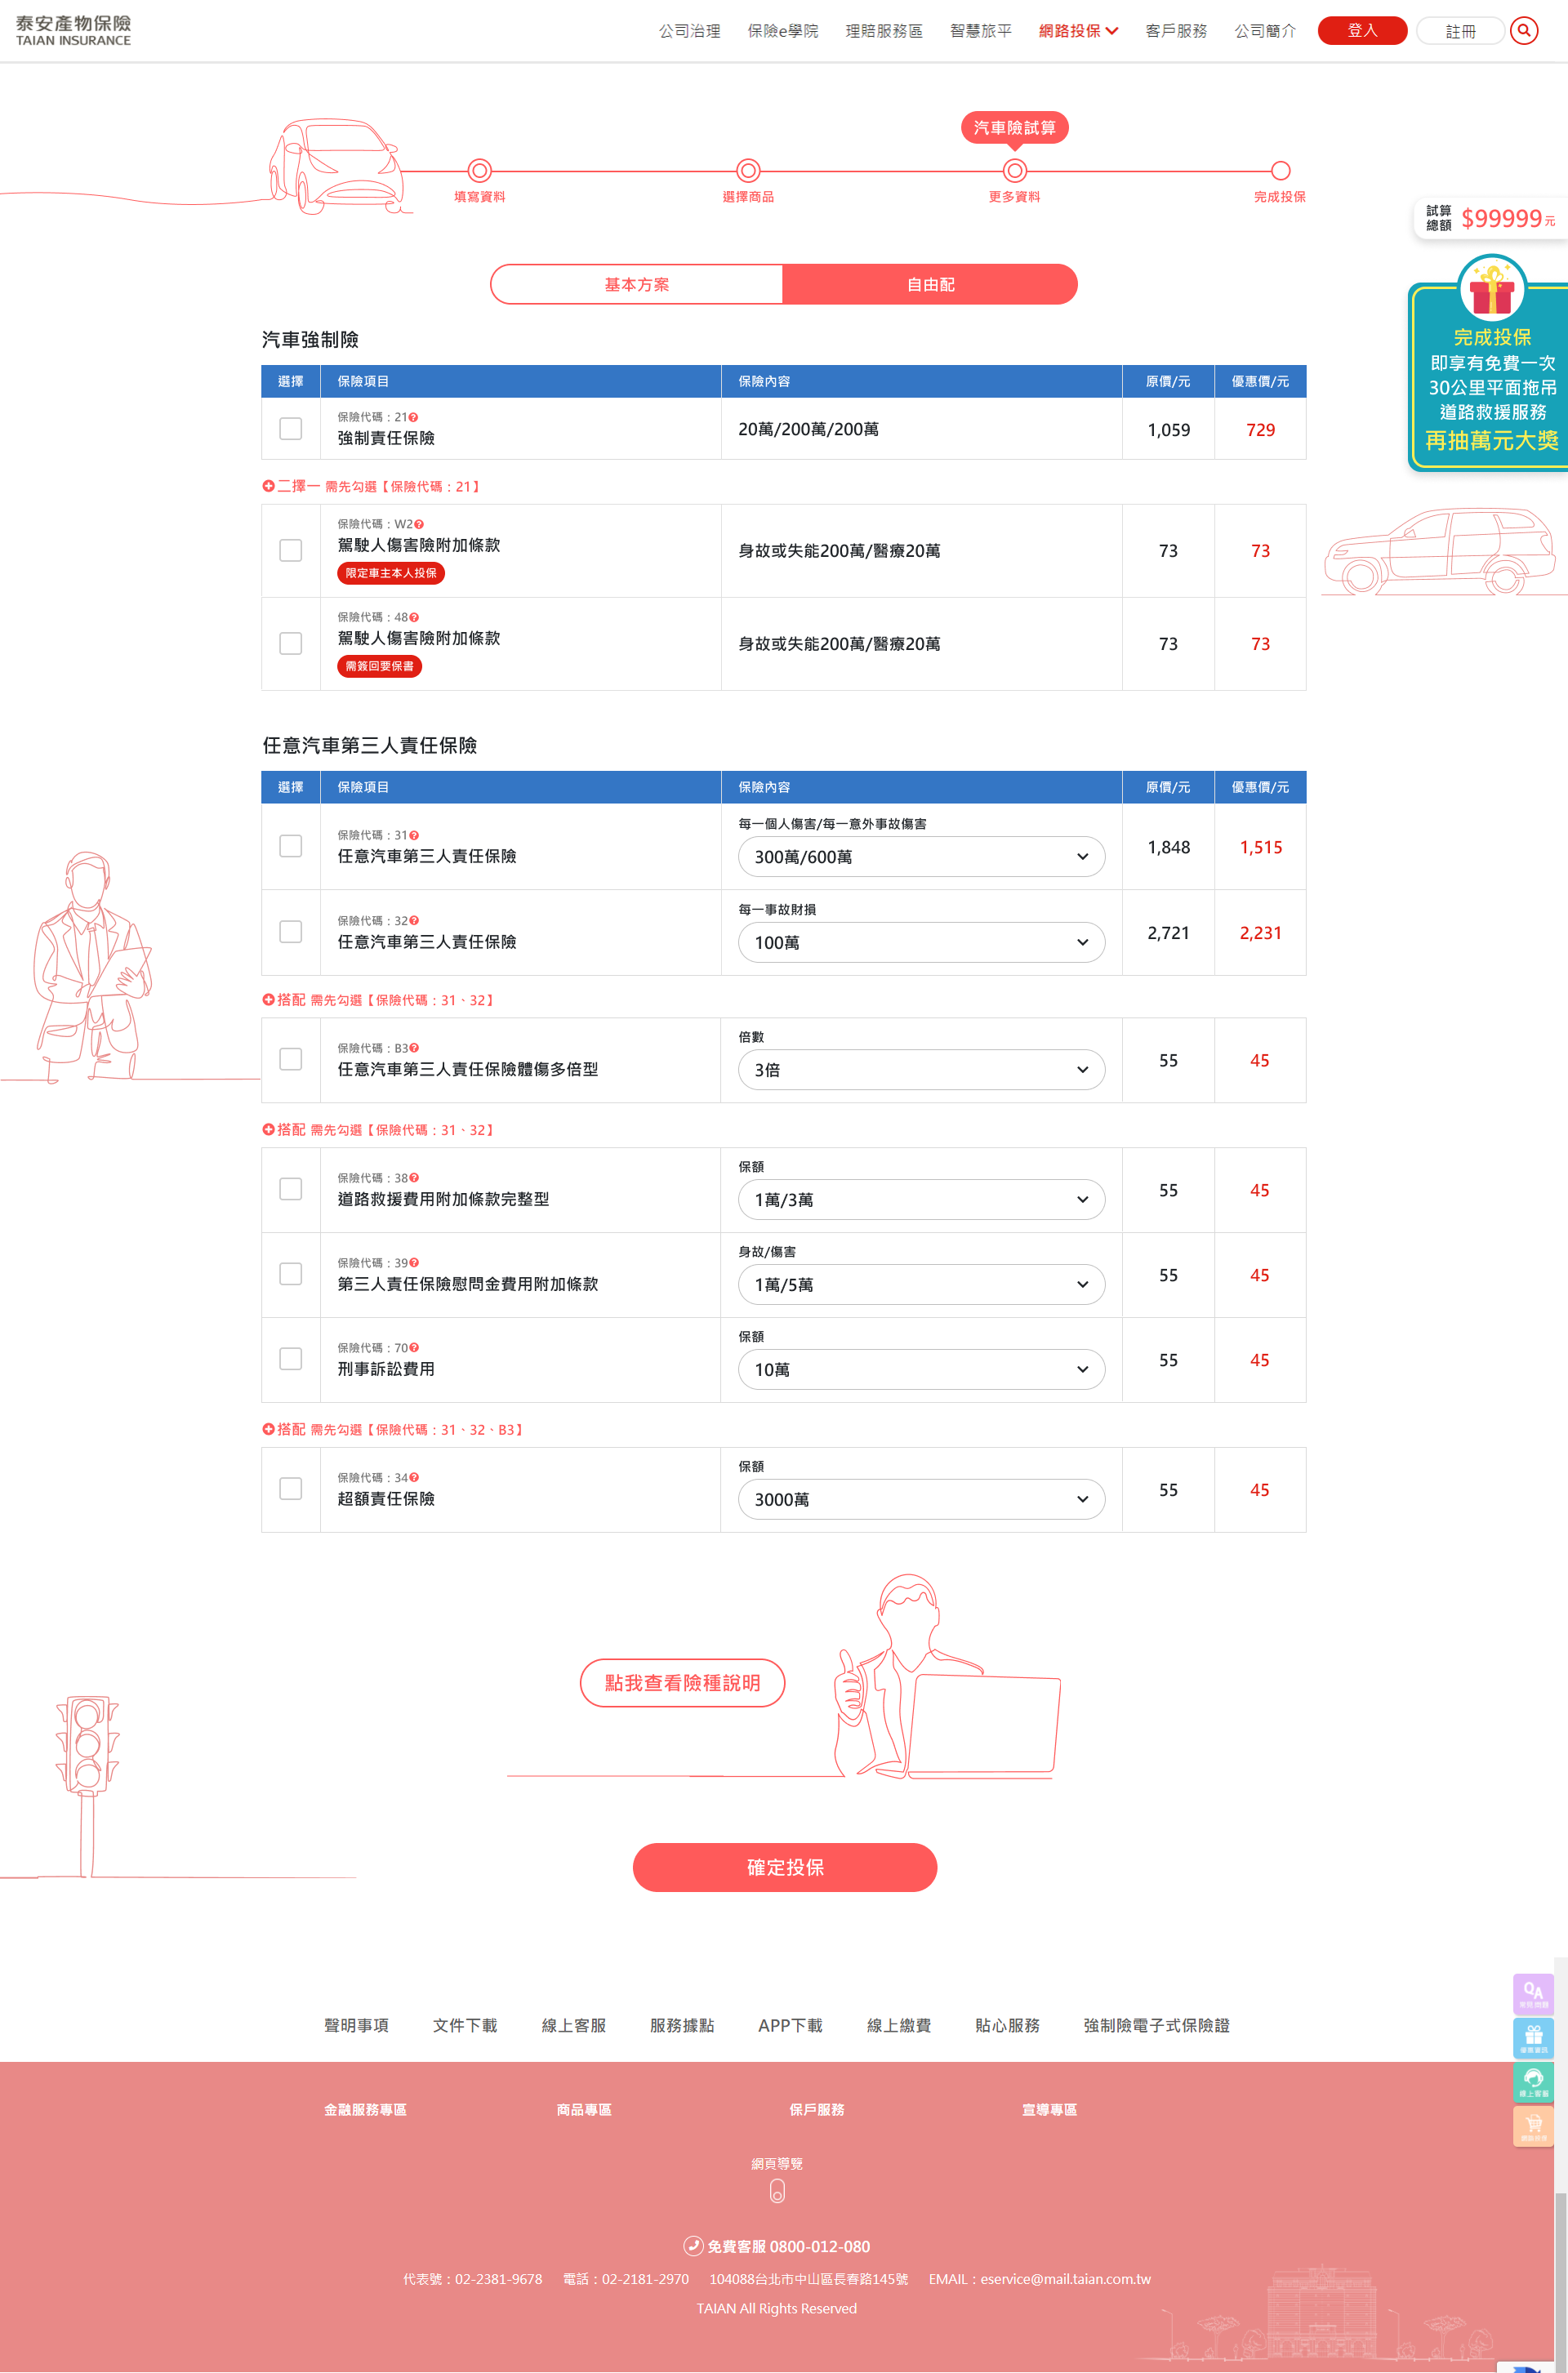 泰安產物保險
TAIAN INSURANCE
公司治理 保險e學院 理賠服務區 智慧旅平 網路投保 客戶服務 公司簡介 登入 註冊
汽車險試算
填寫資料 選擇商品 更多資料 完成投保
試算總額 $99999元
完成投保
即享有免費一次
30公里平面拖吊
道路救援服務
再抽萬元大獎
基本方案 自由配
汽車強制險
選擇 保險項目 保險內容 原價/元 優惠價/元
保險代碼：21
強制責任保險 20萬/200萬/200萬 1,059 729
二擇一 需先勾選【保險代碼：21】
保險代碼：W2
駕駛人傷害險附加條款 身故或失能200萬/醫療20萬 73 73
限定車主本人投保
保險代碼：48
駕駛人傷害險附加條款 身故或失能200萬/醫療20萬 73 73
需簽回要保書
任意汽車第三人責任保險
選擇 保險項目 保險內容 原價/元 優惠價/元
每一個人傷害/每一意外事故傷害
保險代碼：31
任意汽車第三人責任保險 300萬/600萬 1,848 1,515
每一事故財損
保險代碼：32
任意汽車第三人責任保險 100萬 2,721 2,231
搭配 需先勾選【保險代碼：31、32】
倍數
保險代碼：B3
任意汽車第三人責任保險體傷多倍型 3倍 55 45
搭配 需先勾選【保險代碼：31、32】
保額
保險代碼：38
道路救援費用附加條款完整型 1萬/3萬 55 45
身故/傷害
保險代碼：39
第三人責任保險慰問金費用附加條款 1萬/5萬 55 45
保額
保險代碼：70
刑事訴訟費用 10萬 55 45
搭配 需先勾選【保險代碼：31、32、B3】
保額
保險代碼：34
超額責任保險 3000萬 55 45
點我查看險種說明
確定投保
QA
線上客服
聲明事項 文件下載 線上客服 服務據點 APP下載 線上繳費 貼心服務 強制險電子式保險證
金融服務專區 商品專區 保戶服務 宣導專區
網頁導覽
免費客服 0800-012-080
代表號：02-2381-9678 電話：02-2181-2970 104088台北市中山區長春路145號 EMAIL：eservice@mail.taian.com.tw
TAIAN All Rights Reserved